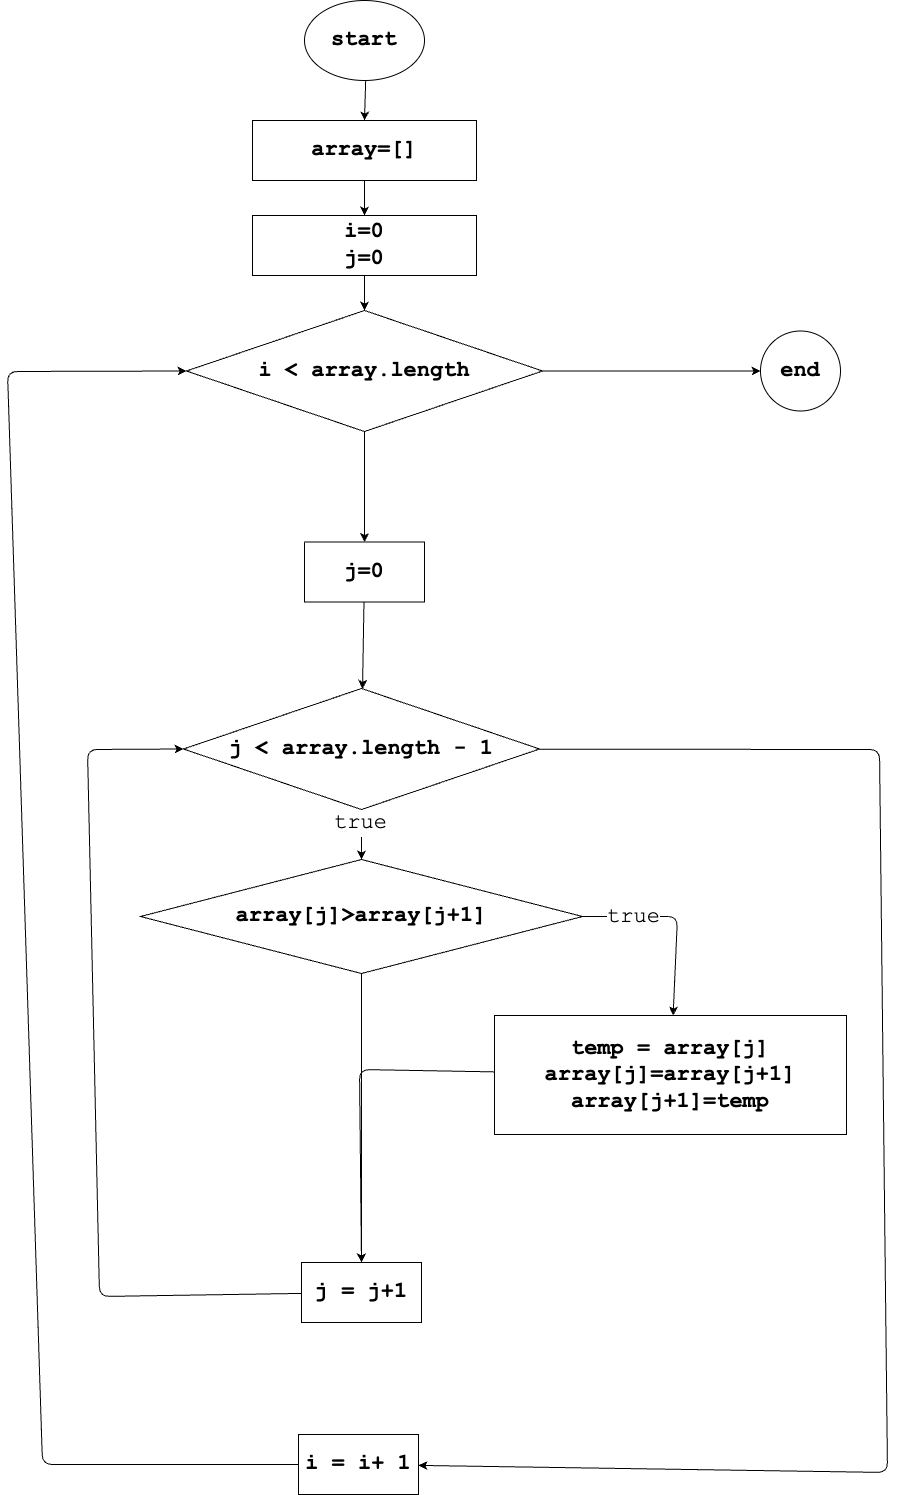 start
array=[]
i=0
j=0
i < array.length
end
j=0
j < array.length - 1
true
array[j]>array[j+1]
true
temp = array[j]
array[j]=array[j+1]
array[j+1]=temp
j = j+1
i = i+ 1